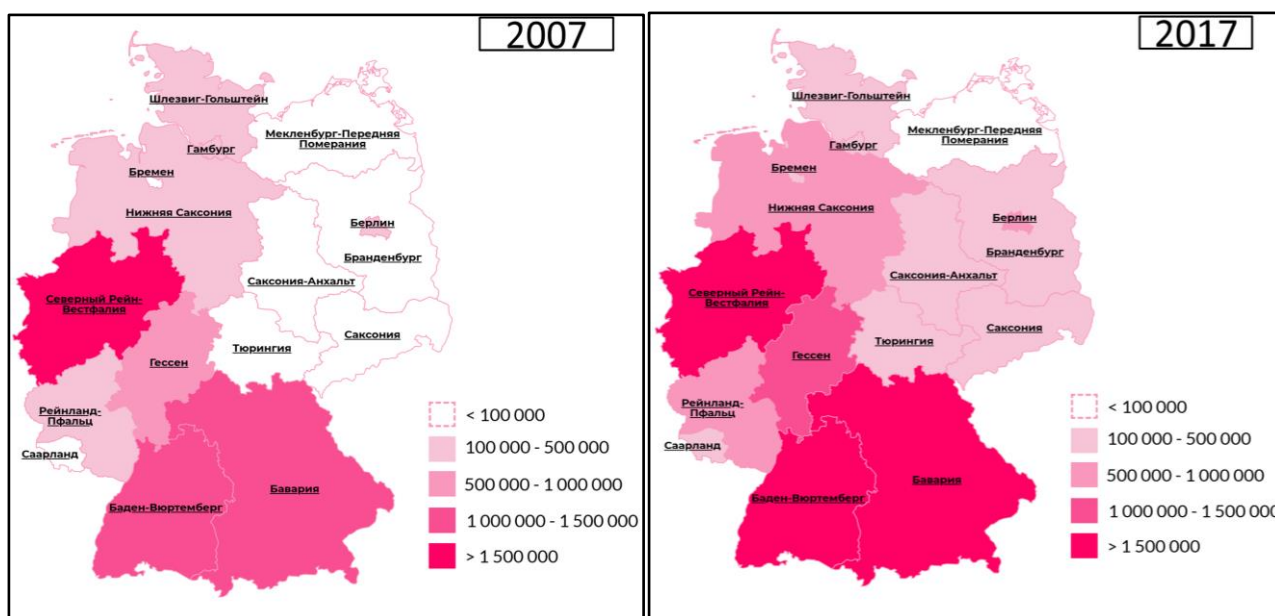 2007
Шлезвиг-Гольштейн
Мекленбург-Передняя
Померания
Гамбург
Бремен
Нижняя Саксония
Берлин
Бранденбург
Саксония-Анхальт
Северный Рейн-
Вестфалия
Саксония
Тюрингия
Гессен
Рейнланд-
Пфальц
Саарланд
Бавария
Баден-Вюртемберг
< 100 000
100 000 - 500 000
500 000 - 1 000 000
1 000 000 - 1 500 000
> 1 500 000
2017
Шлезвиг-Гольштейн
Мекленбург-Передняя
Померания
Гамбург
Бремен
Нижняя Саксония
Берлин
Бранденбург
Саксония-Анхальт
Северный Рейн-
Вестфалия
Саксония
Тюрингия
Гессен
Рейнланд-
Пфальц
Саарланд
Бавария
Баден-Вюртемберг
< 100 000
100 000 - 500 000
500 000 - 1 000 000
1 000 000 - 1 500 000
> 1 500 000